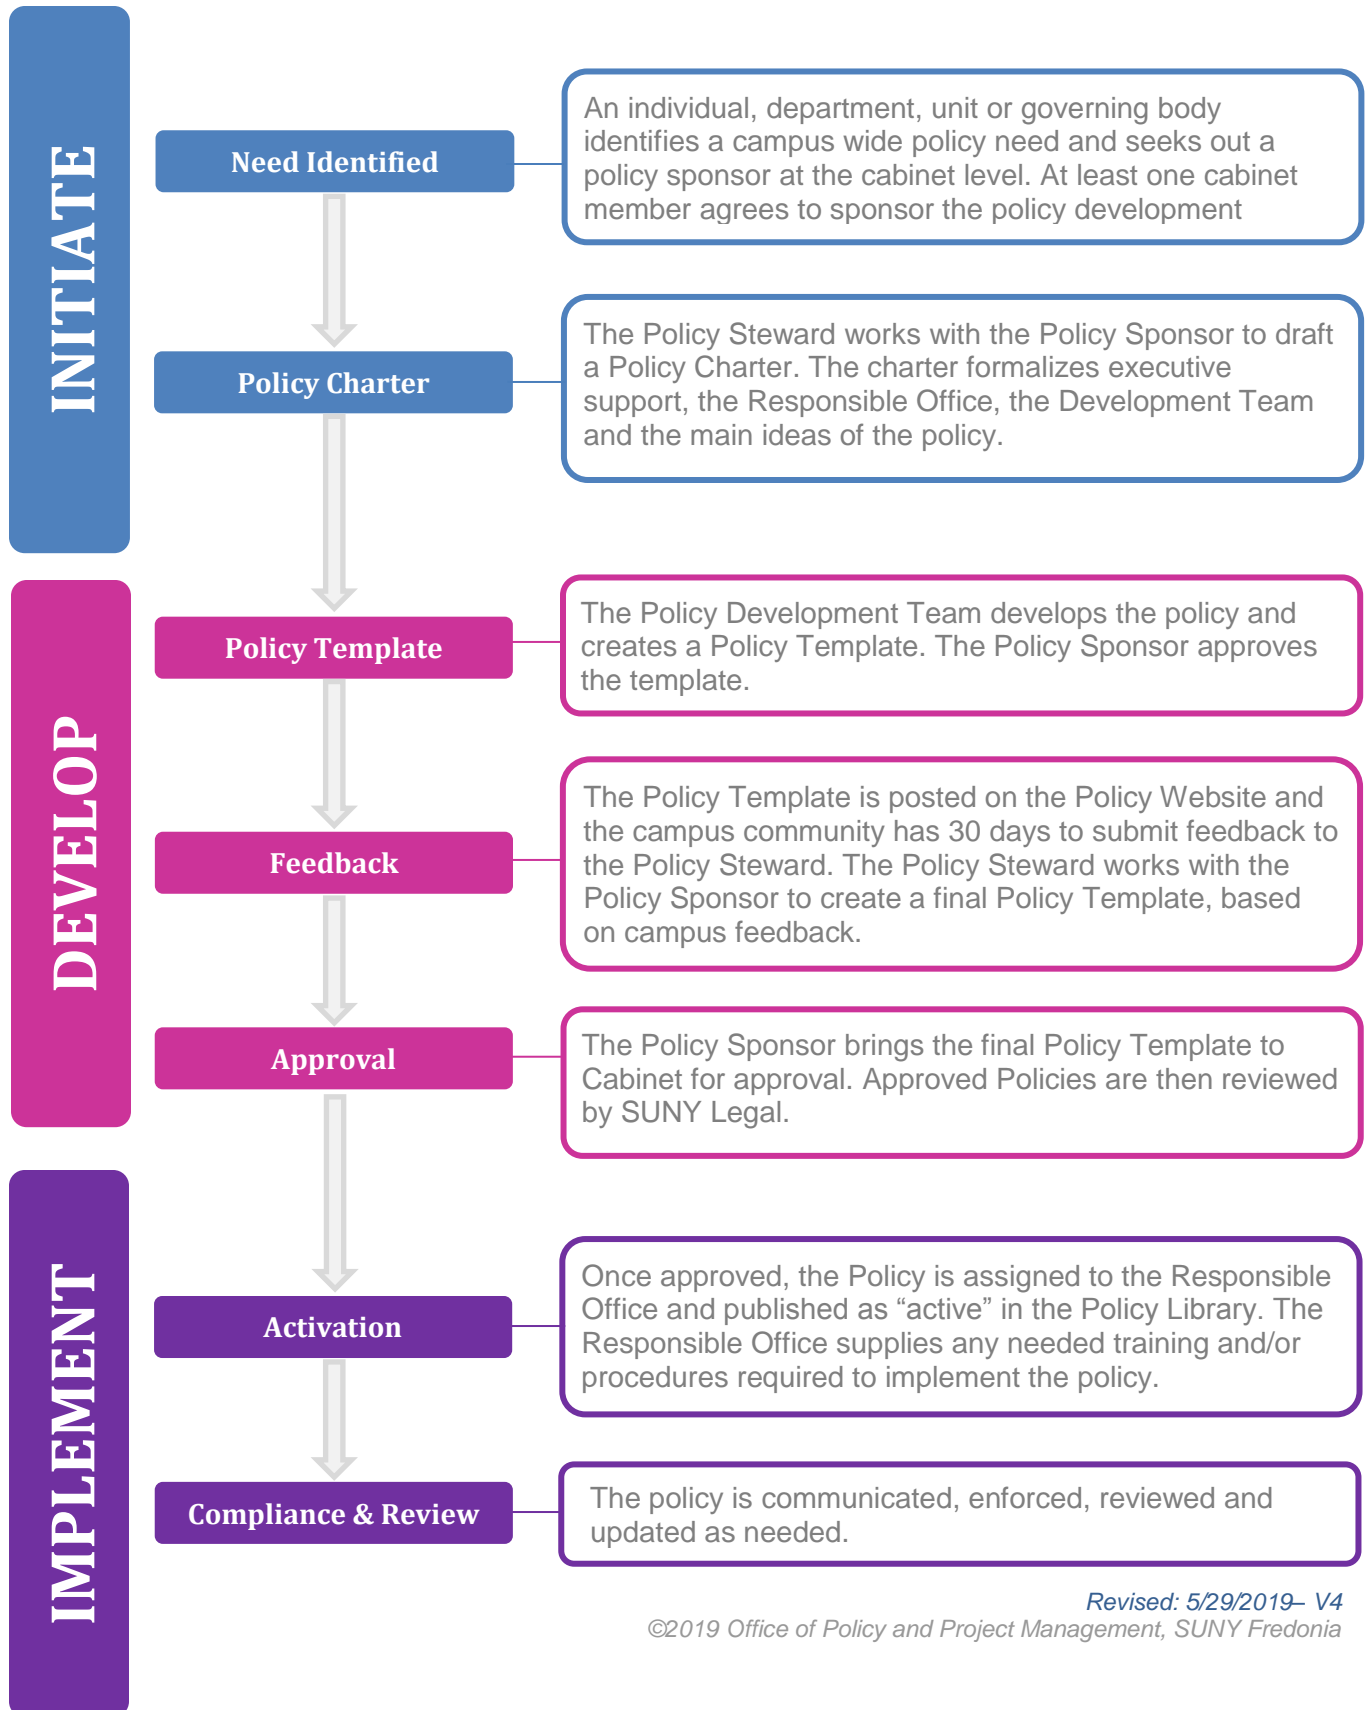 INITIATE
Need Identified
An individual, department, unit or governing body
identifies a campus wide policy need and seeks out a
policy sponsor at the cabinet level. At least one cabinet
member agrees to sponsor the policy development
Policy Charter
The Policy Steward works with the Policy Sponsor to draft
a Policy Charter. The charter formalizes executive
support, the Responsible Office, the Development Team
and the main ideas of the policy.
DEVELOP
Policy Template
The Policy Development Team develops the policy and
creates a Policy Template. The Policy Sponsor approves
the template.
Feedback
The Policy Template is posted on the Policy Website and
the campus community has 30 days to submit feedback to
the Policy Steward. The Policy Steward works with the
Policy Sponsor to create a final Policy Template, based
on campus feedback.
Approval
The Policy Sponsor brings the final Policy Template to
Cabinet for approval. Approved Policies are then reviewed
by SUNY Legal.
IMPLEMENT
Activation
Once approved, the Policy is assigned to the Responsible
Office and published as “active” in the Policy Library. The
Responsible Office supplies any needed training and/or
procedures required to implement the policy.
Compliance & Review
The policy is communicated, enforced, reviewed and
updated as needed.
Revised: 5/29/2019– V4
©2019 Office of Policy and Project Management, SUNY Fredonia